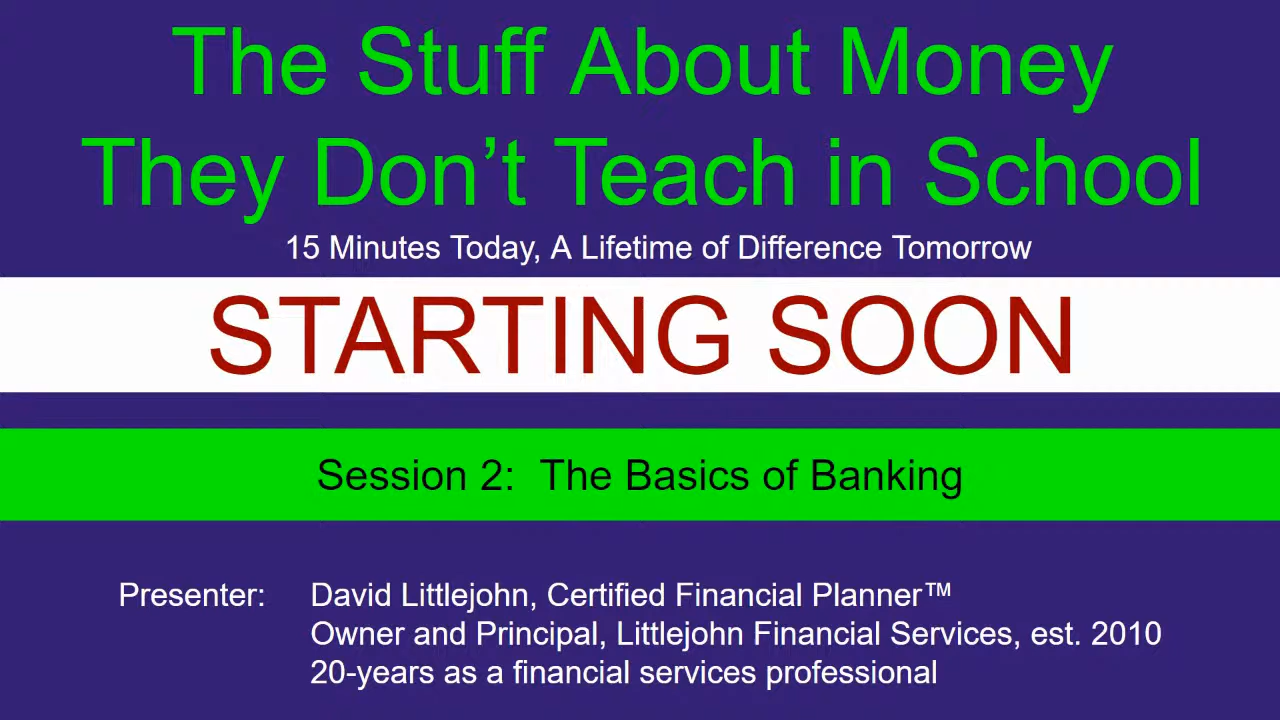 The Stuff About Money
They Don’t Teach in School
15 Minutes Today, A Lifetime of Difference Tomorrow
STARTING SOON
Session 2:  The Basics of Banking
Presenter: David Littlejohn, Certified Financial Planner™
Owner and Principal, Littlejohn Financial Services, est. 2010
20-years as a financial services professional